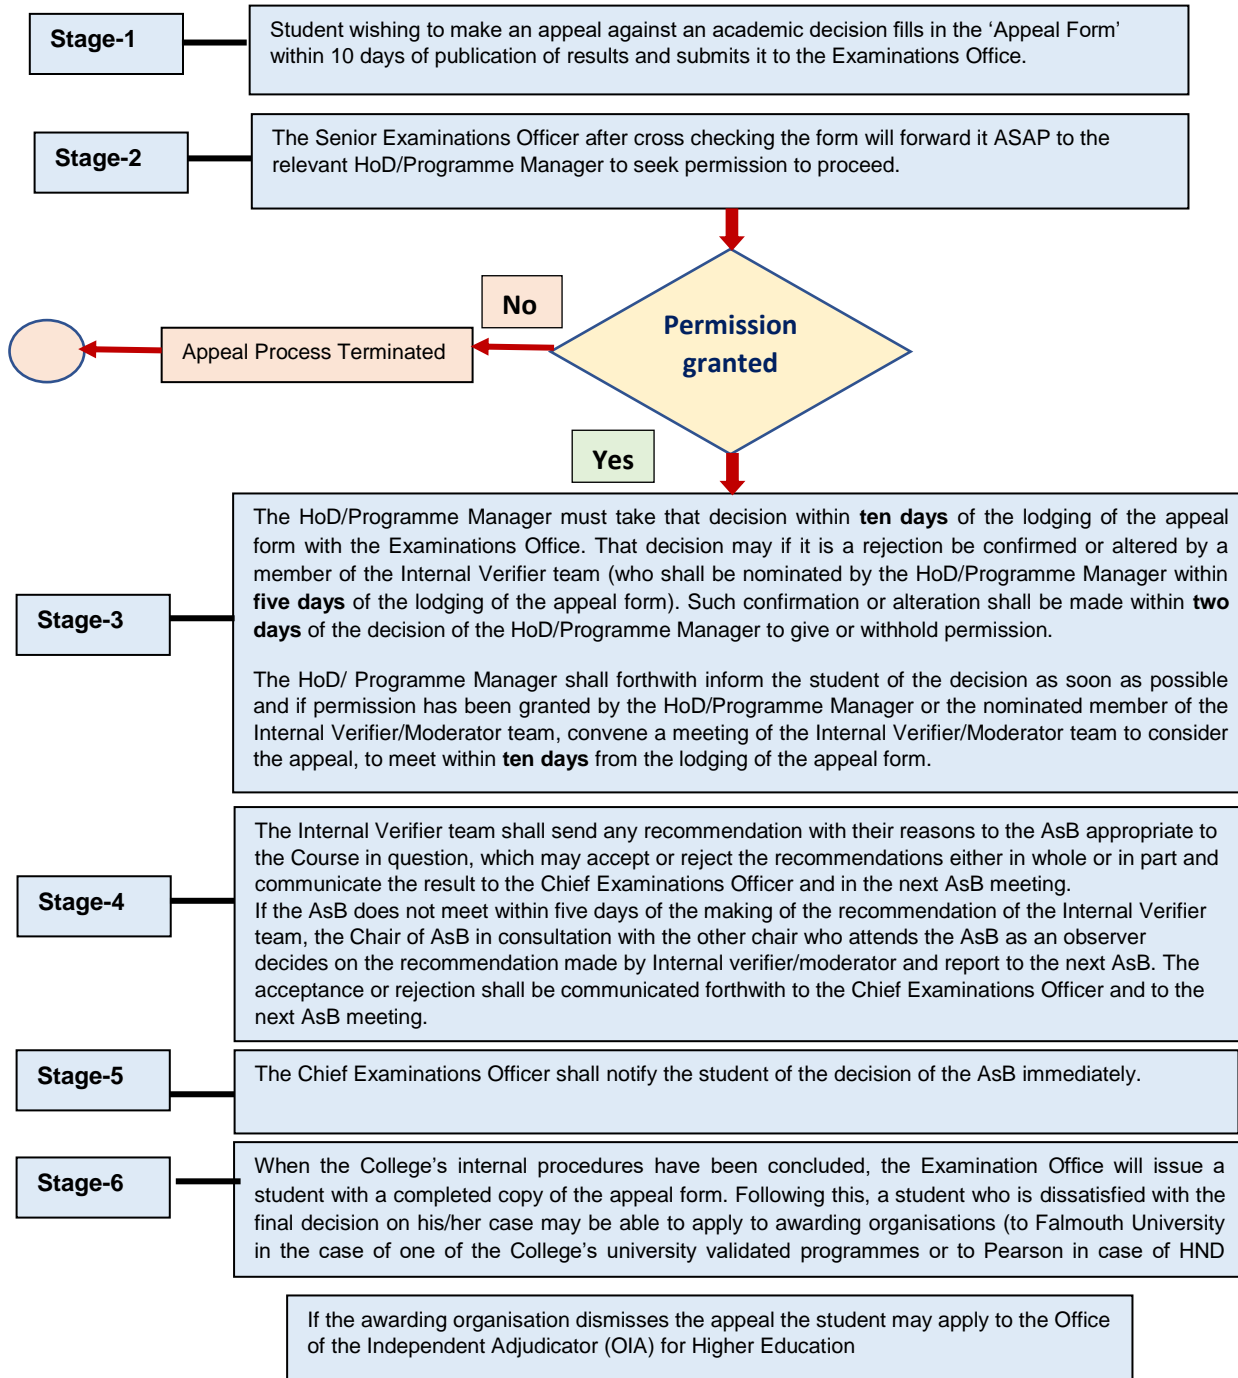 Stage-1
Student wishing to make an appeal against an academic decision fills in the ‘Appeal Form’
within 10 days of publication of results and submits it to the Examinations Office.
Stage-2
The Senior Examinations Officer after cross checking the form will forward it ASAP to the
relevant HoD/Programme Manager to seek permission to proceed.
No
Permission
granted
Appeal Process Terminated
Yes
Stage-3
The HoD/Programme Manager must take that decision within ten days of the lodging of the appeal
form with the Examinations Office. That decision may if it is a rejection be confirmed or altered by a
member of the Internal Verifier team (who shall be nominated by the HoD/Programme Manager within
five days of the lodging of the appeal form). Such confirmation or alteration shall be made within two
days of the decision of the HoD/Programme Manager to give or withhold permission.
The HoD/ Programme Manager shall forthwith inform the student of the decision as soon as possible
and if permission has been granted by the HoD/Programme Manager or the nominated member of the
Internal Verifier/Moderator team, convene a meeting of the Internal Verifier/Moderator team to consider
the appeal, to meet within ten days from the lodging of the appeal form.
Stage-4
The Internal Verifier team shall send any recommendation with their reasons to the AsB appropriate to
the Course in question, which may accept or reject the recommendations either in whole or in part and
communicate the result to the Chief Examinations Officer and in the next AsB meeting.
If the AsB does not meet within five days of the making of the recommendation of the Internal Verifier
team, the Chair of AsB in consultation with the other chair who attends the AsB as an observer
decides on the recommendation made by Internal verifier/moderator and report to the next AsB. The
acceptance or rejection shall be communicated forthwith to the Chief Examinations Officer and to the
next AsB meeting.
Stage-5
The Chief Examinations Officer shall notify the student of the decision of the AsB immediately.
Stage-6
When the College’s internal procedures have been concluded, the Examination Office will issue a
student with a completed copy of the appeal form. Following this, a student who is dissatisfied with the
final decision on his/her case may be able to apply to awarding organisations (to Falmouth University
in the case of one of the College’s university validated programmes or to Pearson in case of HND
If the awarding organisation dismisses the appeal the student may apply to the Office
of the Independent Adjudicator (OIA) for Higher Education